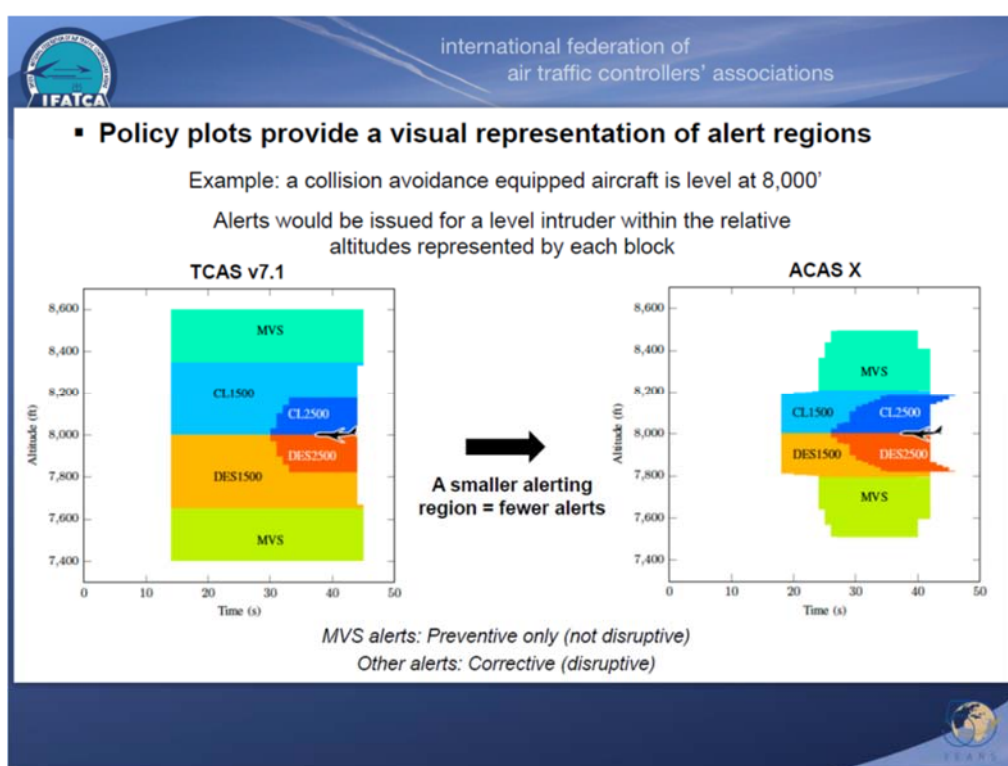 international federation of
air traffic controllers' associations
IFATCA
▪ Policy plots provide a visual representation of alert regions
Example: a collision avoidance equipped aircraft is level at 8,000'
Alerts would be issued for a level intruder within the relative
altitudes represented by each block
TCAS v7.1
8,600
8,400
8,200
8,000
7,800
7,600
7,400
Altitude (ft)
MVS
CL1500
CL2500
DES2500
DES1500
MVS
0 10 20 30 40 50
Time (s)
A smaller alerting
region = fewer alerts
ACAS X
8,600
8,400
8,200
8,000
7,800
7,600
7,400
Altitude (ft)
MVS
CL1500 CL2500
DES1500 DES2500
MVS
0 10 20 30 40 50
Time (s)
MVS alerts: Preventive only (not disruptive)
Other alerts: Corrective (disruptive)
YEARS